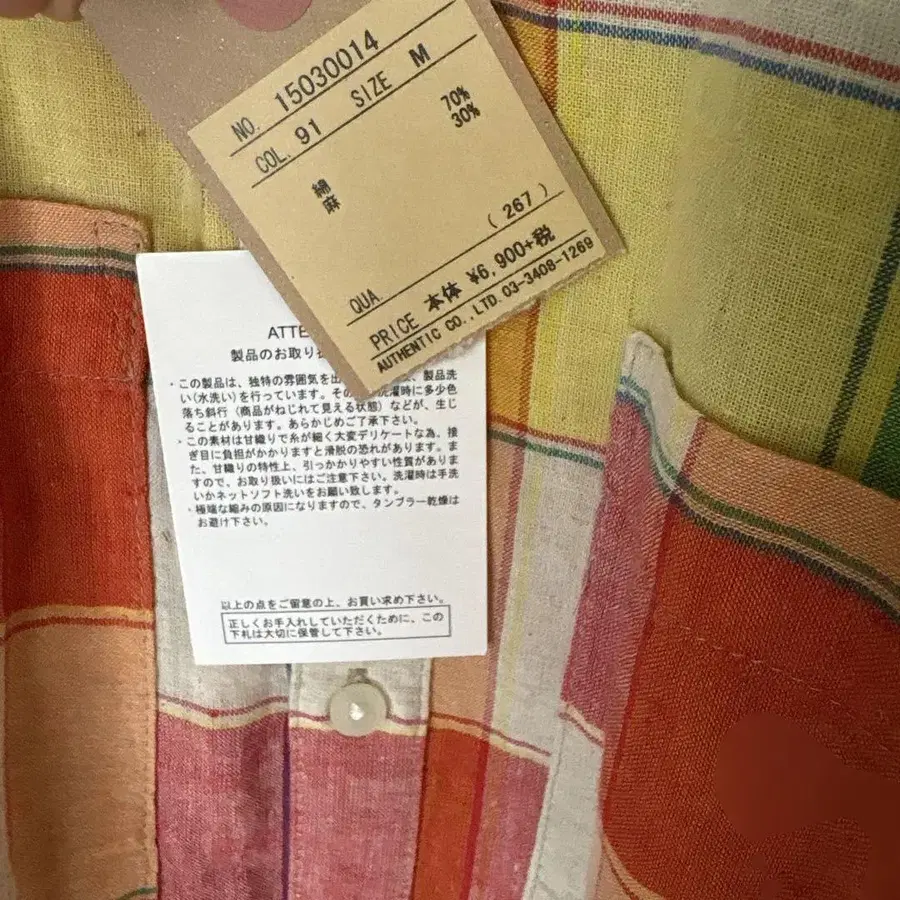 NO. 15030014
COL. 91 SIZE M
綿 70%
麻 30%
( 267 )
QUA.
PRICE 本体 ¥6,900+税
AUTHENTIC CO.,LTD. 03-3408-1269
ATTE
製品のお取り扱
・この製品は、独特の雰囲気を出 、製品洗
い(水洗い)を行っています。その 洗濯時に多少色
落ち斜行（商品がねじれて見える状態）などが、生じ
ることがあります。あらかじめご了承下さい。
・この素材は甘織りで糸が細く大変デリケートな為、接
ぎ目に負担がかかりますと滑脱の恐れがあります。ま
た、甘織りの特性上、引っかかりやすい性質がありま
すので、お取り扱いにはご注意下さい。洗濯時は手洗
いかネットソフト洗いをお願い致します。
・極端な縮みの原因になりますので、タンブラー乾燥は
お避け下さい。
以上の点をご留意の上、お買い求め下さい。
正しくお手入れしていただくために、この
下札は大切に保管して下さい。